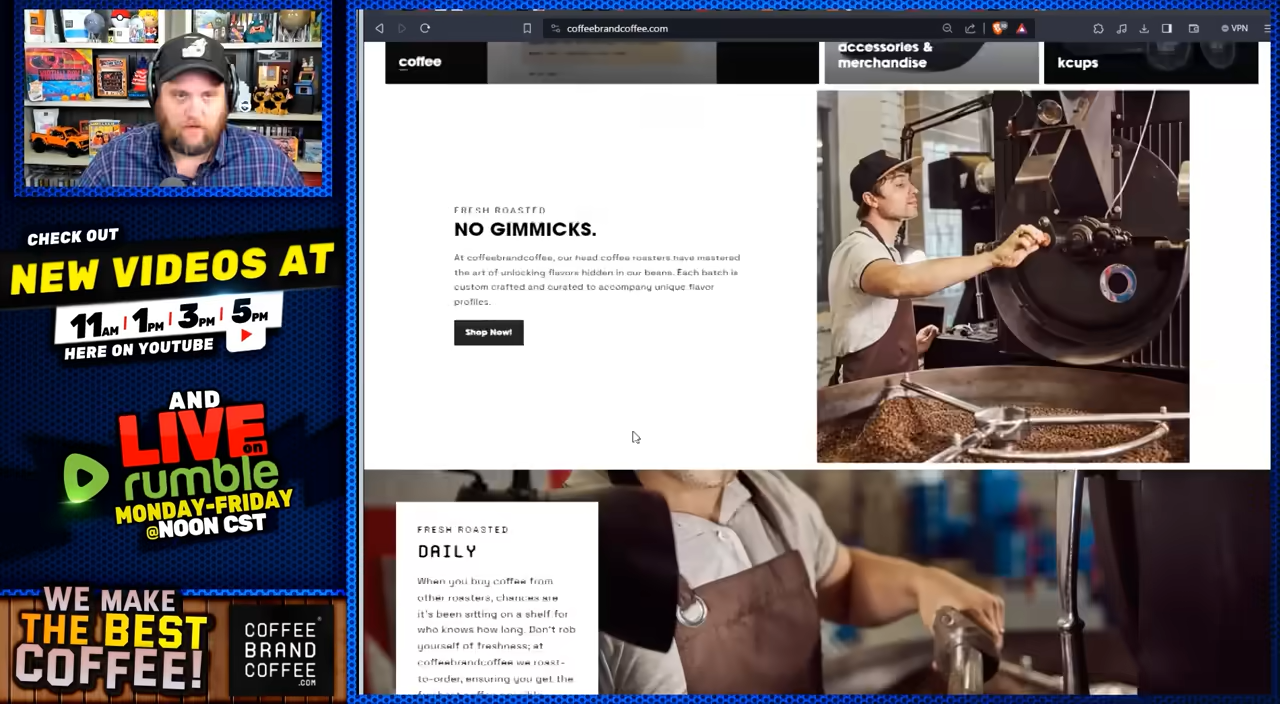 CHECK OUT
NEW VIDEOS AT
11AM | 1PM | 3PM | 5PM
HERE ON YOUTUBE
AND
LIVE on
rumble
MONDAY-FRIDAY
@NOON CST
WE MAKE
THE BEST
COFFEE!
COFFEE
BRAND
COFFEE
.COM
coffeebrandcoffee.com
VPN
coffee
accessories &
merchandise
kcups
FRESH ROASTED
NO GIMMICKS.
At coffeebrandcoffee, our head coffee roasters have mastered
the art of unlocking flavors hidden in our beans. Each batch is
custom crafted and curated to accompany unique flavor
profiles.
Shop Now!
FRESH ROASTED
DAILY
When you buy coffee from
other roasters, chances are
it's been sitting on a shelf for
who knows how long. Don't rob
yourself of freshness; at
coffeebrandcoffee we roast-
to-order, ensuring you get the